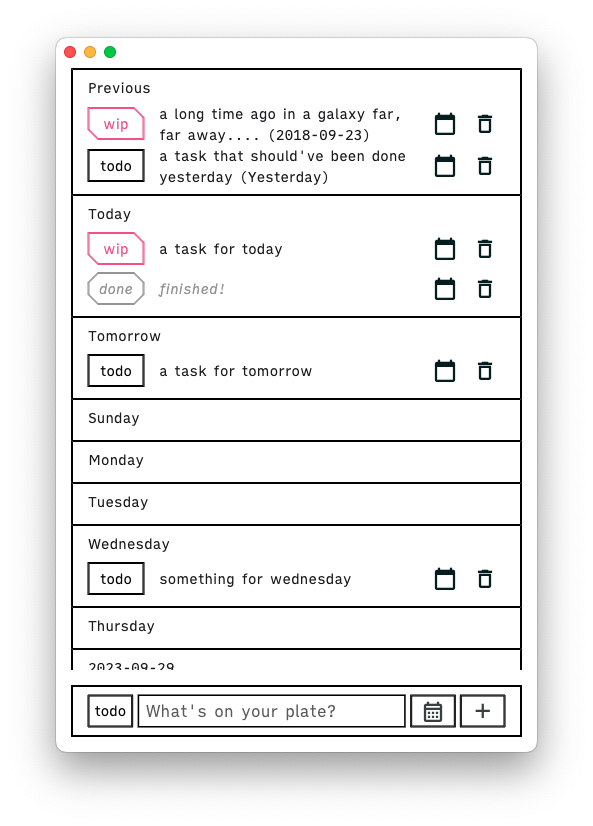 Previous
wip a long time ago in a galaxy far,
far away.... (2018-09-23)
todo a task that should've been done
yesterday (Yesterday)
Today
wip a task for today
done finished!
Tomorrow
todo a task for tomorrow
Sunday
Monday
Tuesday
Wednesday
todo something for wednesday
Thursday
2023-09-29
todo What's on your plate? +